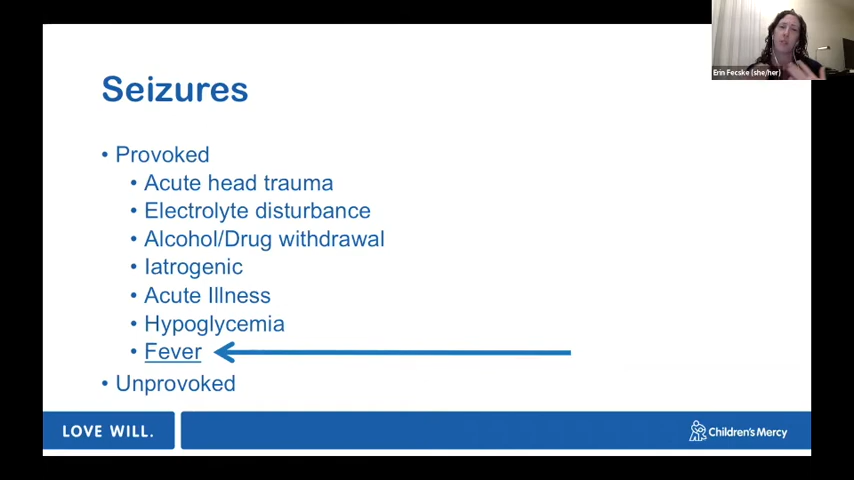 Erin Fecske (she/her)
Seizures
• Provoked
• Acute head trauma
• Electrolyte disturbance
• Alcohol/Drug withdrawal
• Iatrogenic
• Acute Illness
• Hypoglycemia
• Fever
• Unprovoked
LOVE WILL.
Children's Mercy